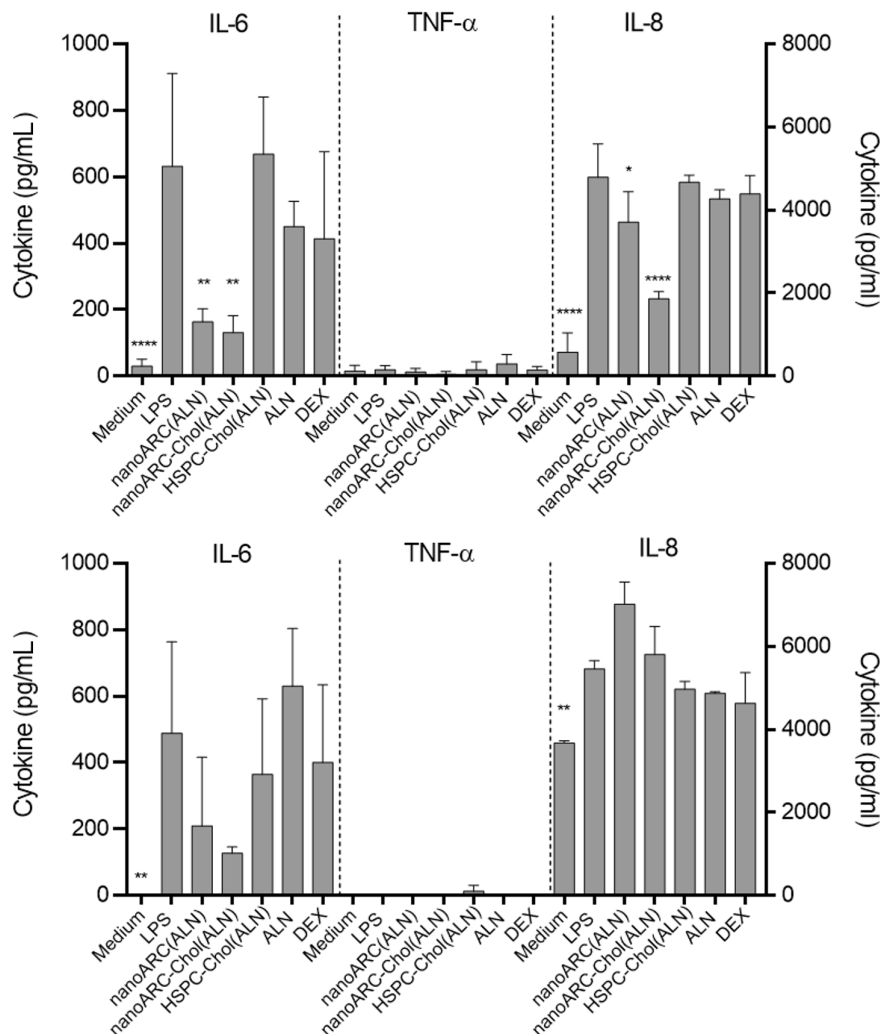 IL-6 TNF-α IL-8
1000 8000
800
6000
600
4000
400
2000
200
0 0
Cytokine (pg/mL)
Cytokine (pg/ml)
**** ** ** **** * ****
Medium LPS nanoARC(ALN) nanoARC-Chol(ALN) HSPC-Chol(ALN) ALN DEX Medium LPS nanoARC(ALN) nanoARC-Chol(ALN) HSPC-Chol(ALN) ALN DEX Medium LPS nanoARC(ALN) nanoARC-Chol(ALN) HSPC-Chol(ALN) ALN DEX
IL-6 TNF-α IL-8
1000 8000
800
6000
600
4000
400
2000
200
0 0
Cytokine (pg/mL)
Cytokine (pg/ml)
** **
Medium LPS nanoARC(ALN) nanoARC-Chol(ALN) HSPC-Chol(ALN) ALN DEX Medium LPS nanoARC(ALN) nanoARC-Chol(ALN) HSPC-Chol(ALN) ALN DEX Medium LPS nanoARC(ALN) nanoARC-Chol(ALN) HSPC-Chol(ALN) ALN DEX